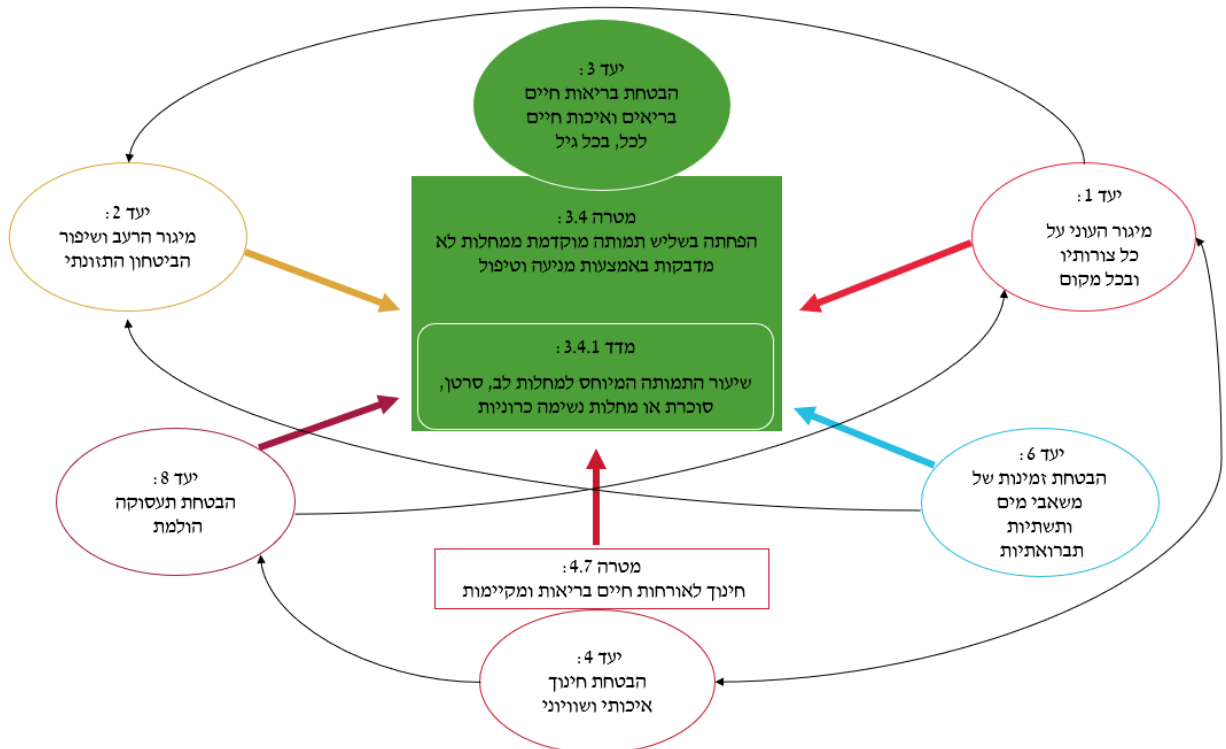 יעד 3:
הבטחת בריאות חיים
בריאים ואיכות חיים
לכל, בכל גיל
יעד 1:
מיגור העוני על
כל צורותיו
ובכל מקום
מטרה 3.4:
הפחתה בשליש תמותה מוקדמת ממחלות לא
מדבקות באמצעות מניעה וטיפול
יעד 2:
מיגור הרעב ושיפור
הביטחון התזונתי
מדד 3.4.1:
שיעור התמותה המיוחס למחלות לב, סרטן,
סוכרת או מחלות נשימה כרוניות
יעד 6:
הבטחת זמינות של
משאבי מים
ותשתיות
תברואתיות
יעד 8:
הבטחת תעסוקה
הולמת
מטרה 4.7:
חינוך לאורחות חיים בריאות ומקיימות
יעד 4:
הבטחת חינוך
איכותי ושוויוני